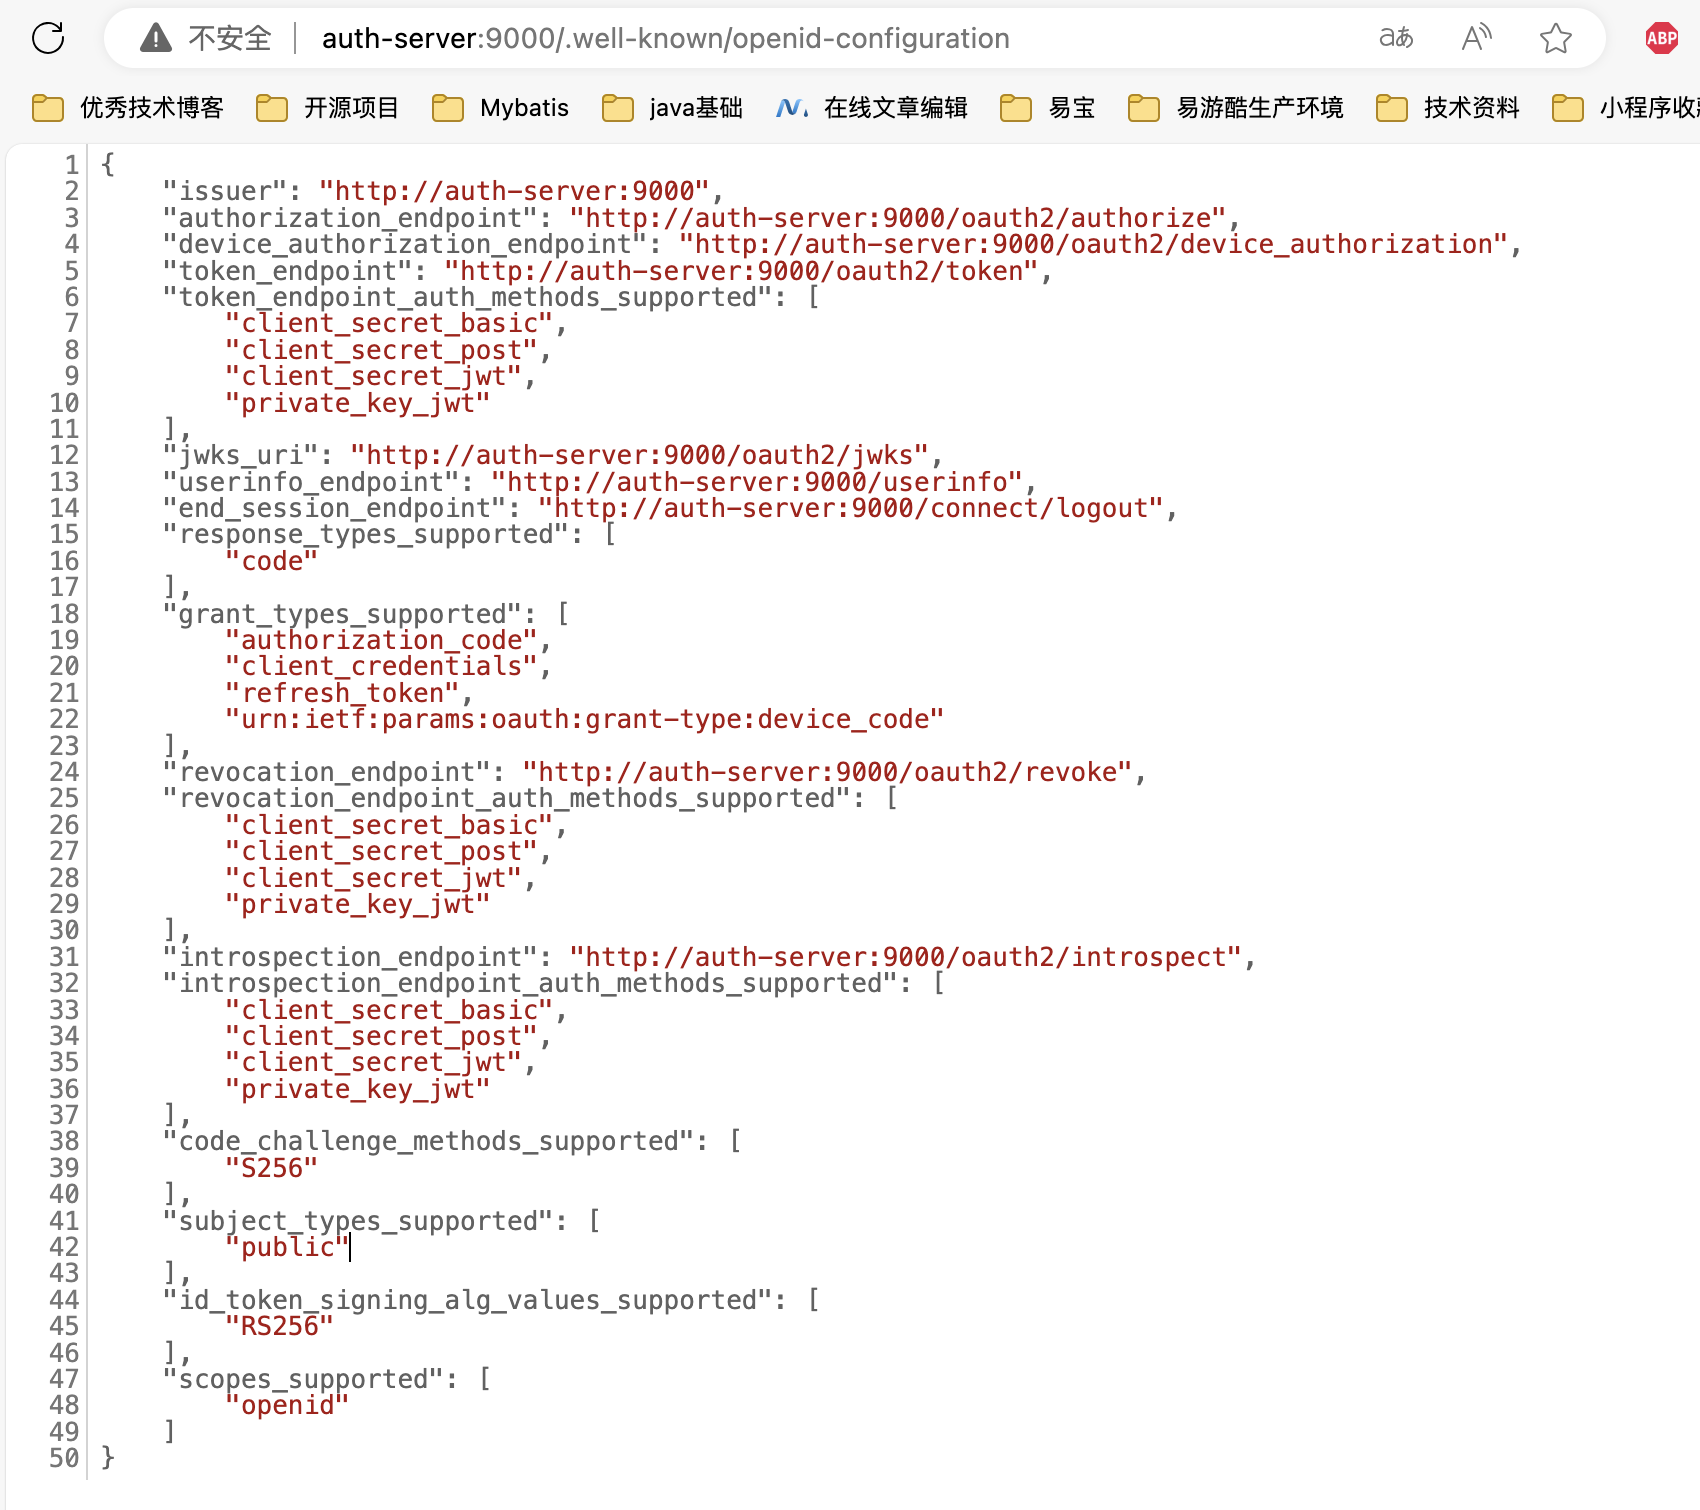 不安全 auth-server:9000/.well-known/openid-configuration aあ A ABP
优秀技术博客 开源项目 Mybatis java基础 在线文章编辑 易宝 易游酷生产环境 技术资料 小程序收
1 {
2 "issuer": "http://auth-server:9000",
3 "authorization_endpoint": "http://auth-server:9000/oauth2/authorize",
4 "device_authorization_endpoint": "http://auth-server:9000/oauth2/device_authorization",
5 "token_endpoint": "http://auth-server:9000/oauth2/token",
6 "token_endpoint_auth_methods_supported": [
7 "client_secret_basic",
8 "client_secret_post",
9 "client_secret_jwt",
10 "private_key_jwt"
11 ],
12 "jwks_uri": "http://auth-server:9000/oauth2/jwks",
13 "userinfo_endpoint": "http://auth-server:9000/userinfo",
14 "end_session_endpoint": "http://auth-server:9000/connect/logout",
15 "response_types_supported": [
16 "code"
17 ],
18 "grant_types_supported": [
19 "authorization_code",
20 "client_credentials",
21 "refresh_token",
22 "urn:ietf:params:oauth:grant-type:device_code"
23 ],
24 "revocation_endpoint": "http://auth-server:9000/oauth2/revoke",
25 "revocation_endpoint_auth_methods_supported": [
26 "client_secret_basic",
27 "client_secret_post",
28 "client_secret_jwt",
29 "private_key_jwt"
30 ],
31 "introspection_endpoint": "http://auth-server:9000/oauth2/introspect",
32 "introspection_endpoint_auth_methods_supported": [
33 "client_secret_basic",
34 "client_secret_post",
35 "client_secret_jwt",
36 "private_key_jwt"
37 ],
38 "code_challenge_methods_supported": [
39 "S256"
40 ],
41 "subject_types_supported": [
42 "public"
43 ],
44 "id_token_signing_alg_values_supported": [
45 "RS256"
46 ],
47 "scopes_supported": [
48 "openid"
49 ]
50 }